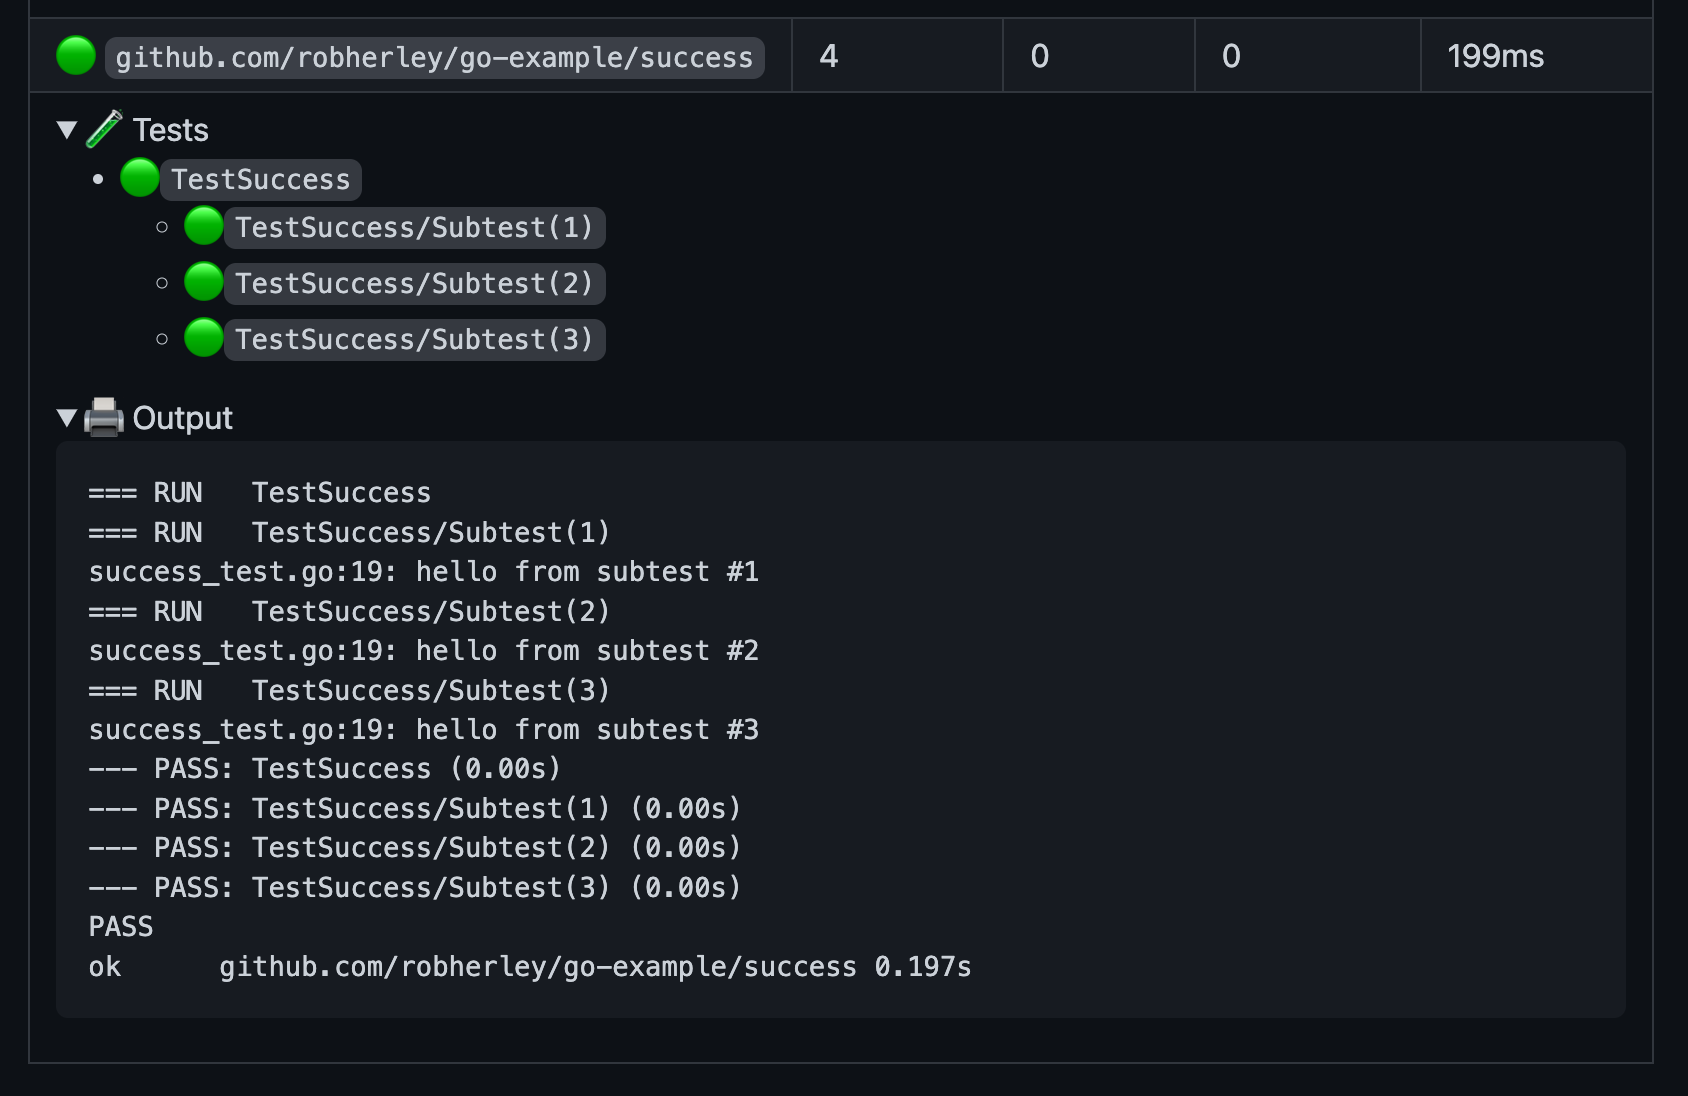 github.com/robherley/go-example/success 4 0 0 199ms
Tests
TestSuccess
TestSuccess/Subtest(1)
TestSuccess/Subtest(2)
TestSuccess/Subtest(3)
Output
=== RUN   TestSuccess
=== RUN   TestSuccess/Subtest(1)
success_test.go:19: hello from subtest #1
=== RUN   TestSuccess/Subtest(2)
success_test.go:19: hello from subtest #2
=== RUN   TestSuccess/Subtest(3)
success_test.go:19: hello from subtest #3
--- PASS: TestSuccess (0.00s)
--- PASS: TestSuccess/Subtest(1) (0.00s)
--- PASS: TestSuccess/Subtest(2) (0.00s)
--- PASS: TestSuccess/Subtest(3) (0.00s)
PASS
ok      github.com/robherley/go-example/success 0.197s